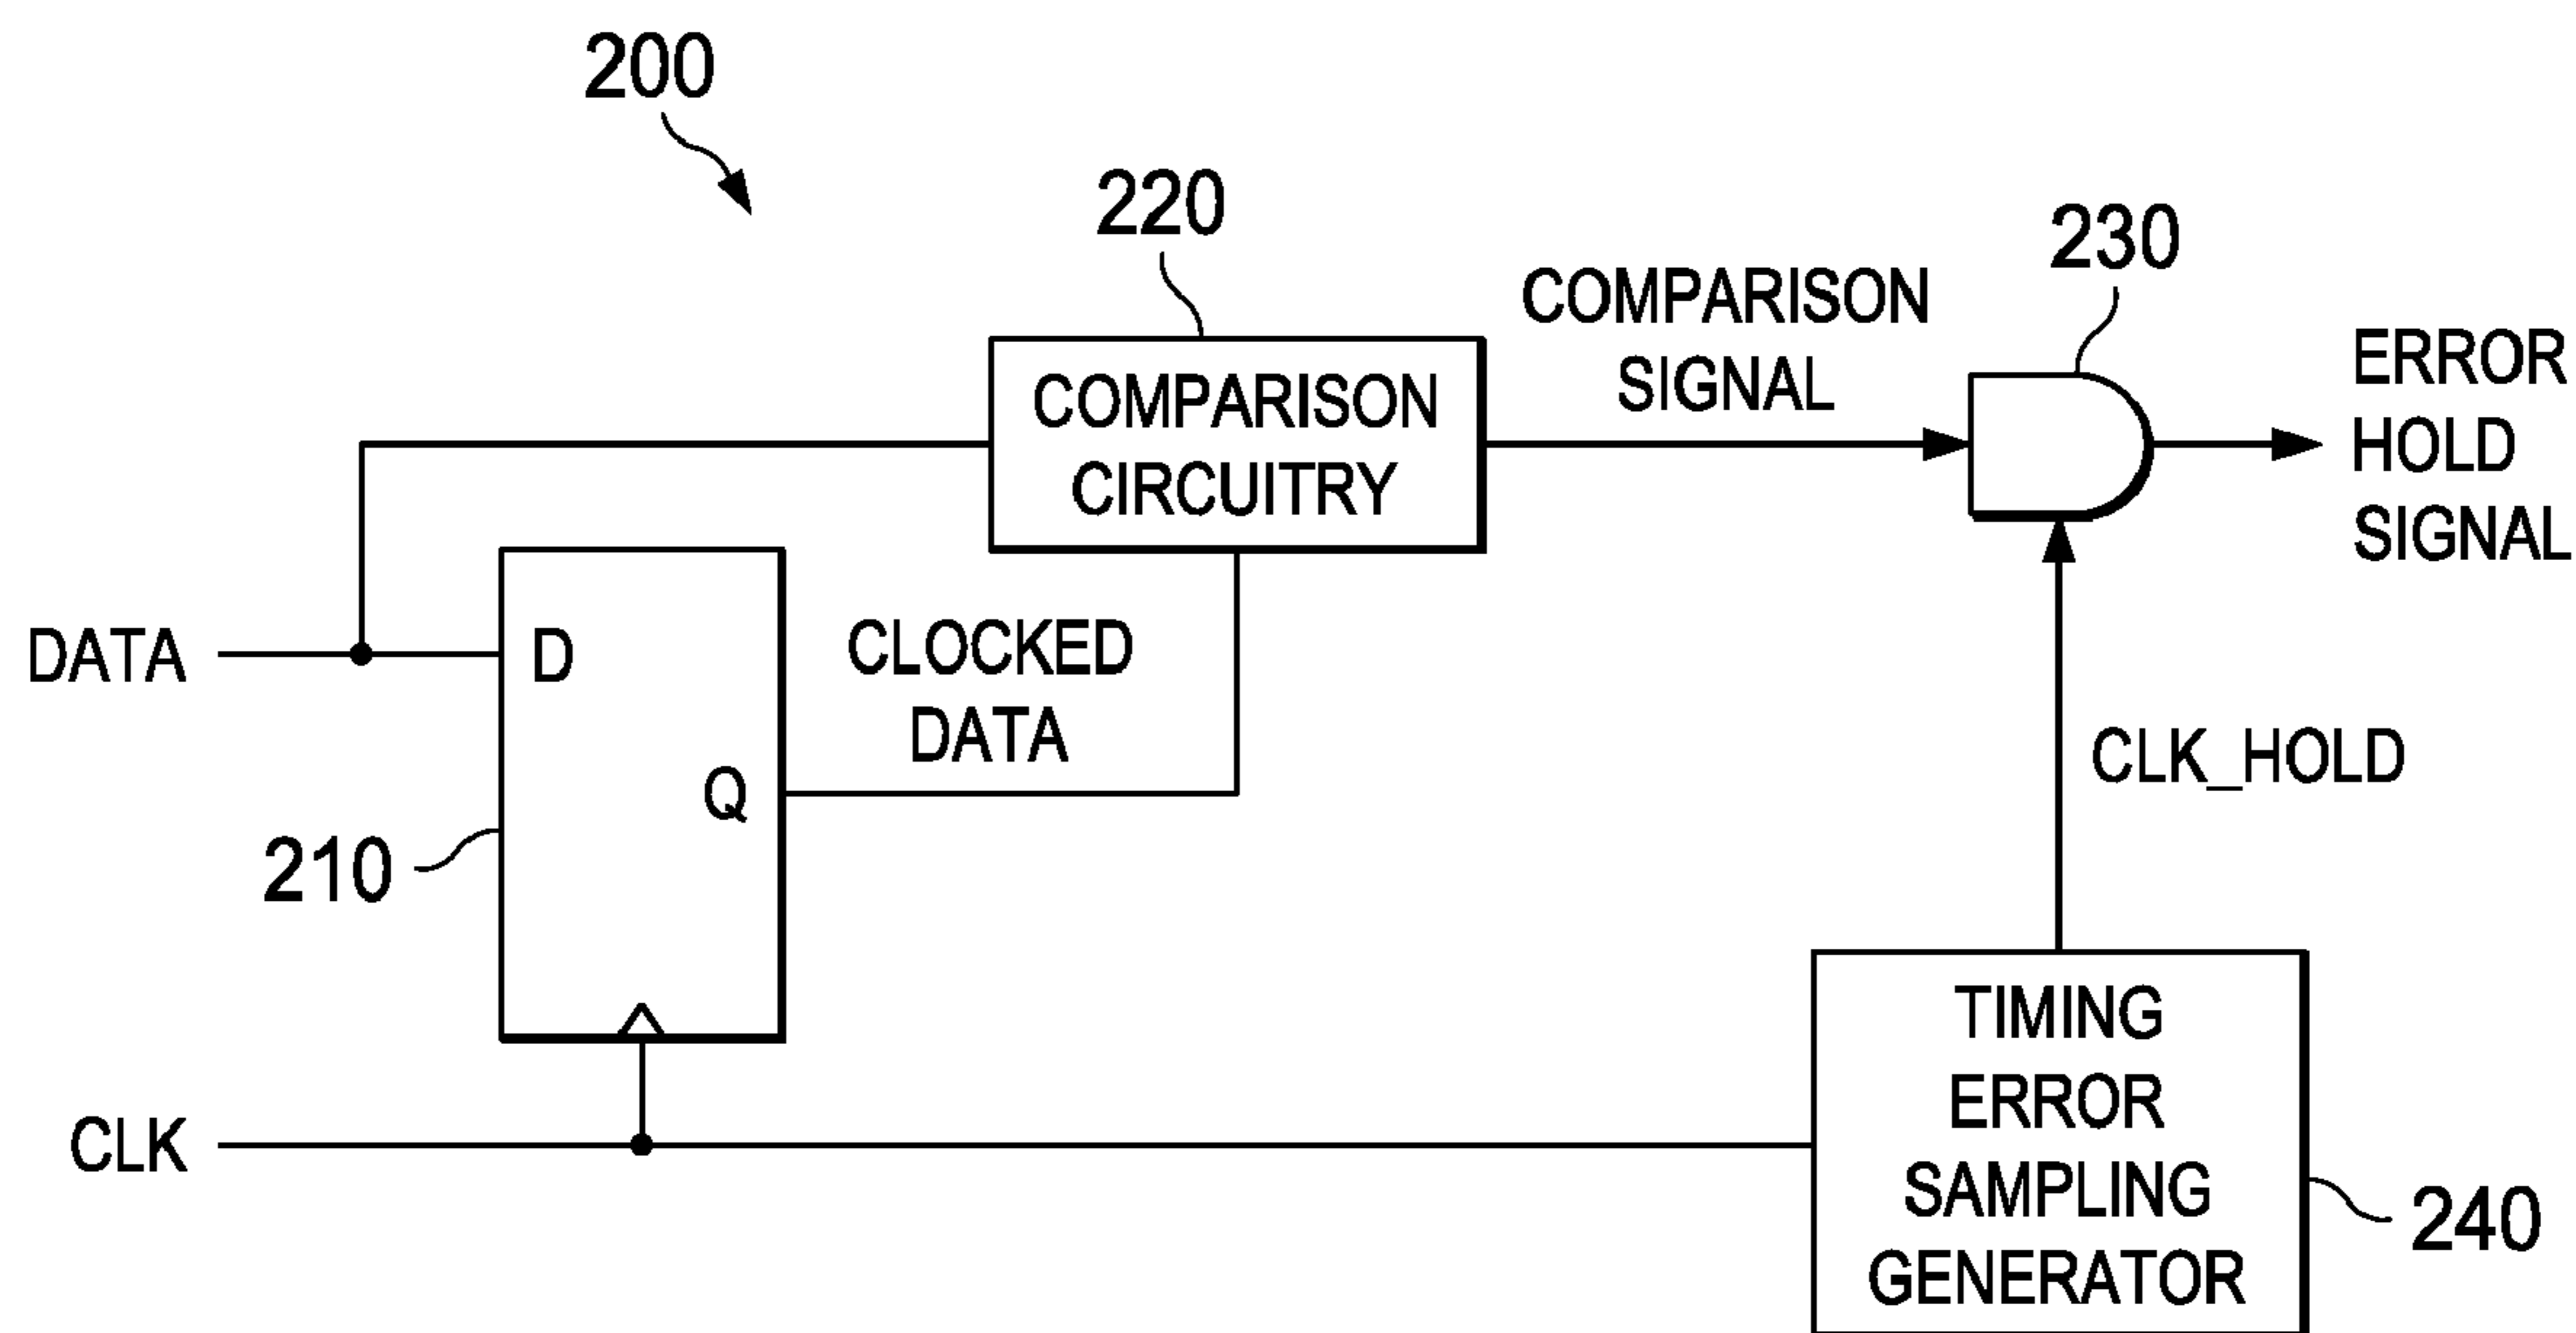 200
220
230
COMPARISON
SIGNAL
ERROR
HOLD
SIGNAL
COMPARISON
CIRCUITRY
DATA
D
CLOCKED
DATA
Q
210
CLK_HOLD
CLK
TIMING
ERROR
SAMPLING
GENERATOR
240